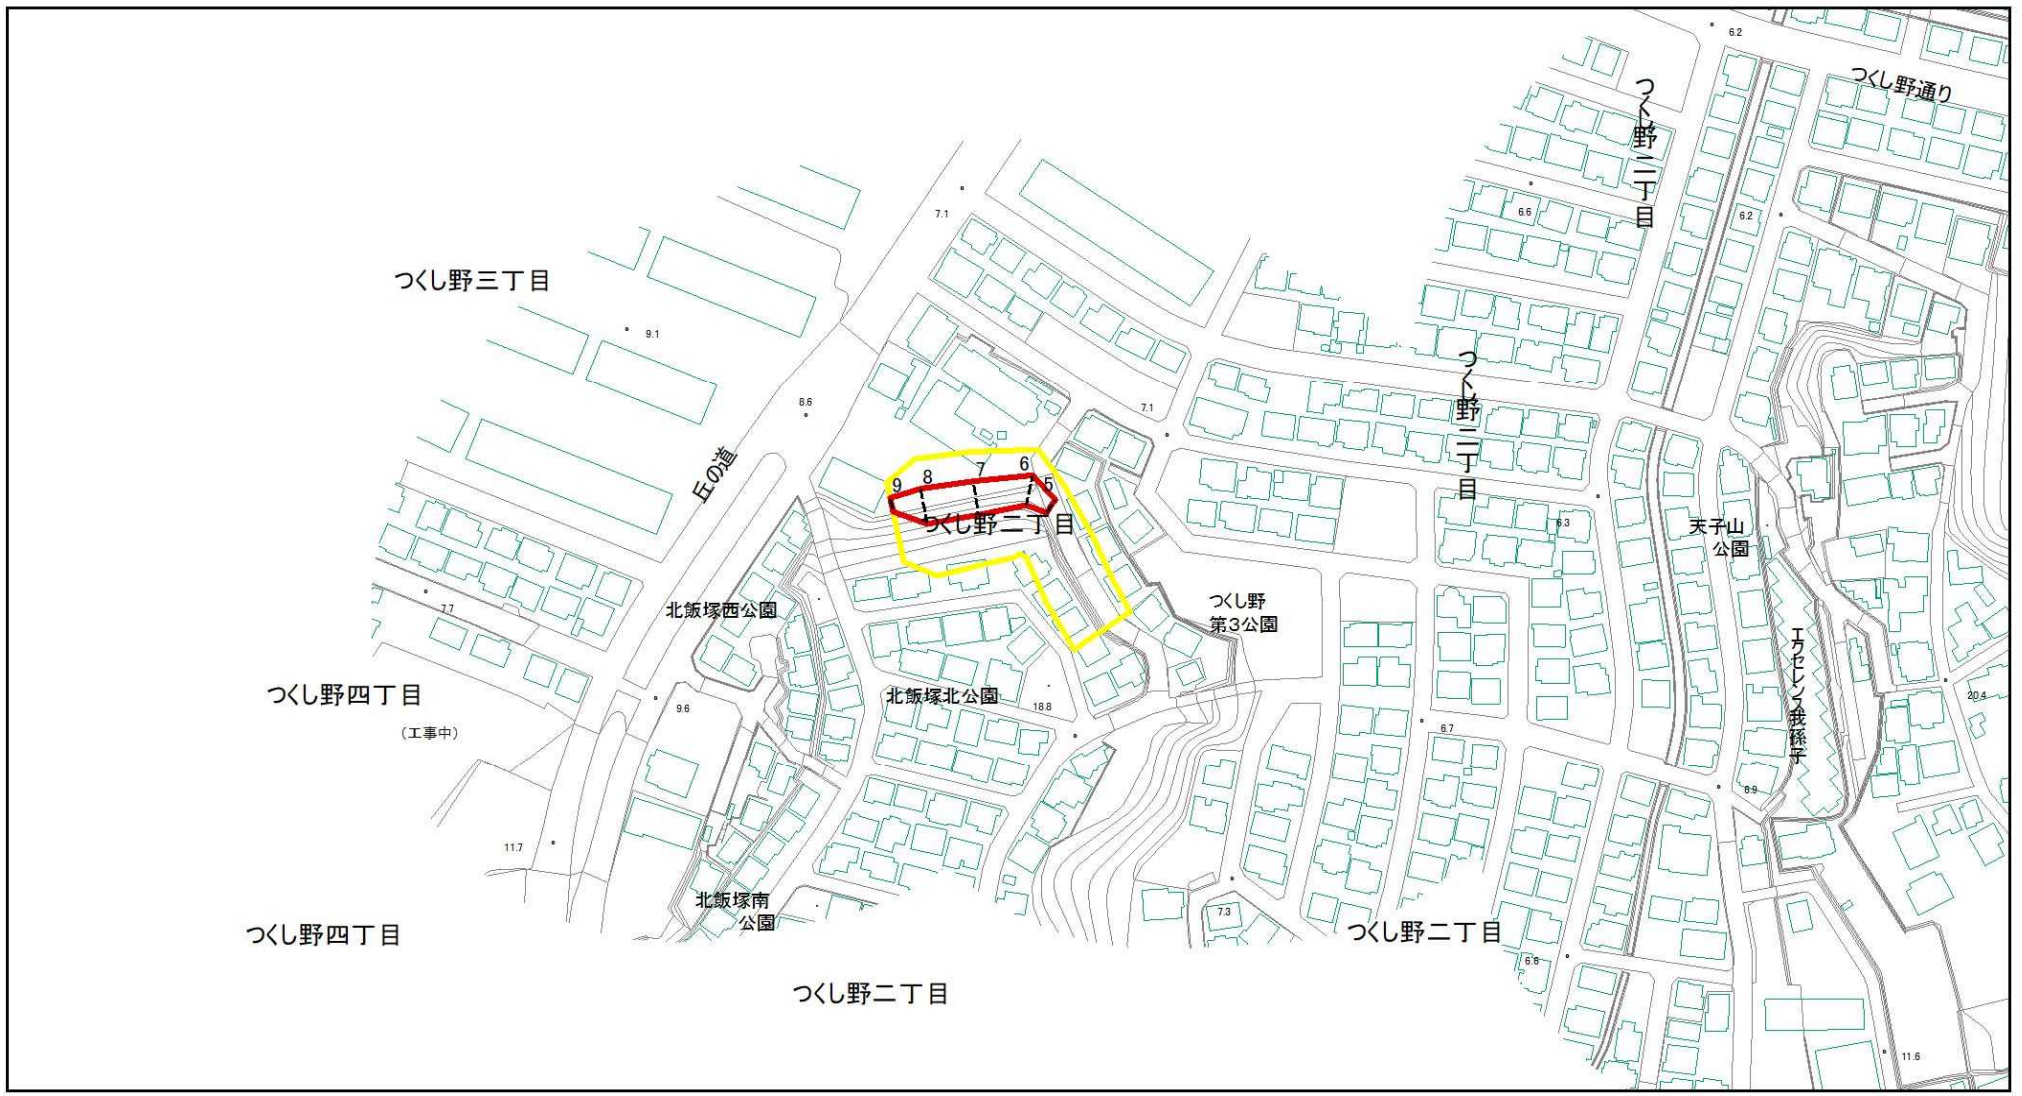 6.2
つくし野通り
つくし野二丁目
6.6
6.2
7.1
つくし野三丁目
9.1
8.6
7.1
つくし野二丁目
丘の道
6
7
8
9
5
つくし野二丁目
6.3
天子山
公園
北飯塚西公園
つくし野
第3公園
7.7
エクセレンス我孫子
つくし野四丁目
(工事中)
9.6
北飯塚北公園
18.8
20.4
6.7
6.9
11.7
北飯塚南
公園
7.3
つくし野四丁目
つくし野二丁目
6.6
つくし野二丁目
11.6